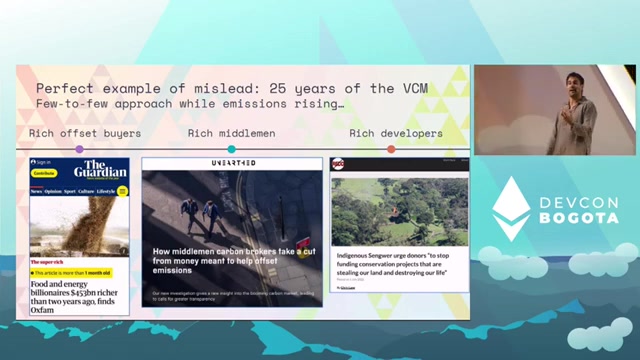 Perfect example of mislead: 25 years of the VCM
Few-to-few approach while emissions rising…
Rich offset buyers
Rich middlemen
Rich developers
Sign in
Contribute
The
Guardian
News Opinion Sport Culture Lifestyle
The super-rich
This article is more than 1 month old
Food and energy
billionaires $453bn richer
than two years ago, finds
Oxfam
UNEARTHED
How middlemen carbon brokers take a cut
from money meant to help offset
emissions
Our new investigation gives a new insight into the booming carbon market, leading
to calls for greater transparency
Indigenous Sengwer urge donors "to stop
funding conservation projects that are
stealing our land and destroying our life"
DEVCON
BOGOTA